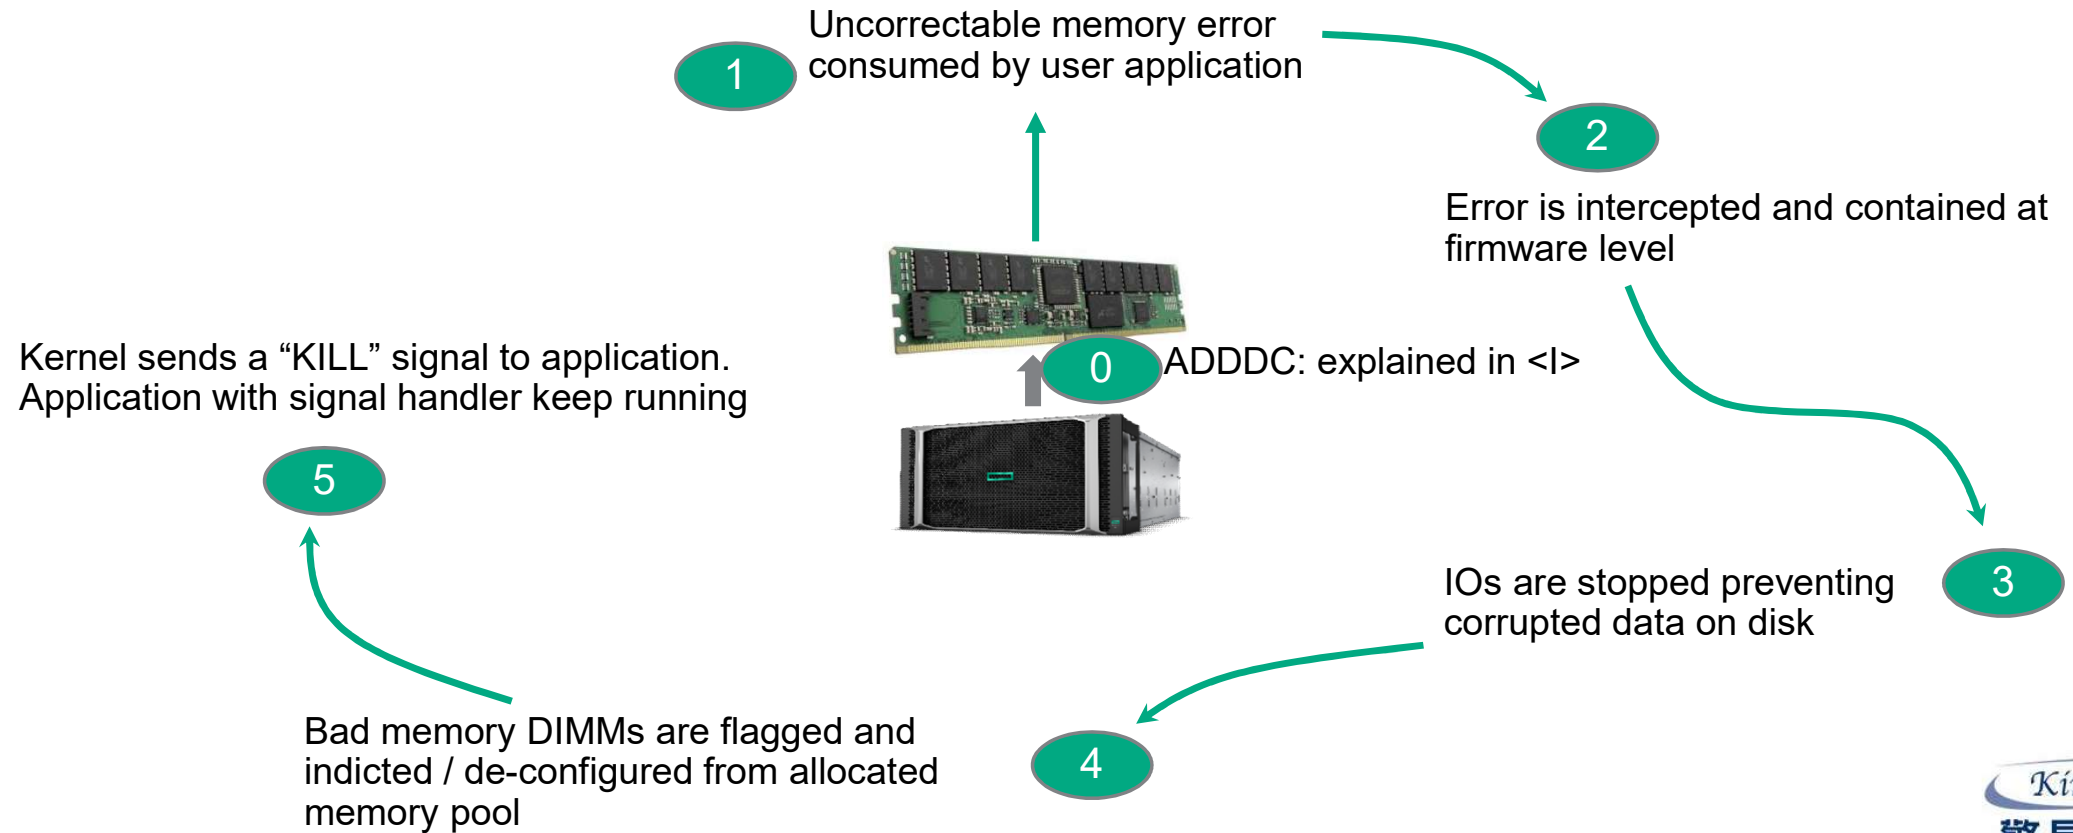 Uncorrectable memory error
consumed by user application
1
2
Error is intercepted and contained at
firmware level
Kernel sends a “KILL” signal to application.
Application with signal handler keep running
0
ADDDC: explained in <I>
5
IOs are stopped preventing
corrupted data on disk
3
Bad memory DIMMs are flagged and
indicted / de-configured from allocated
memory pool
4